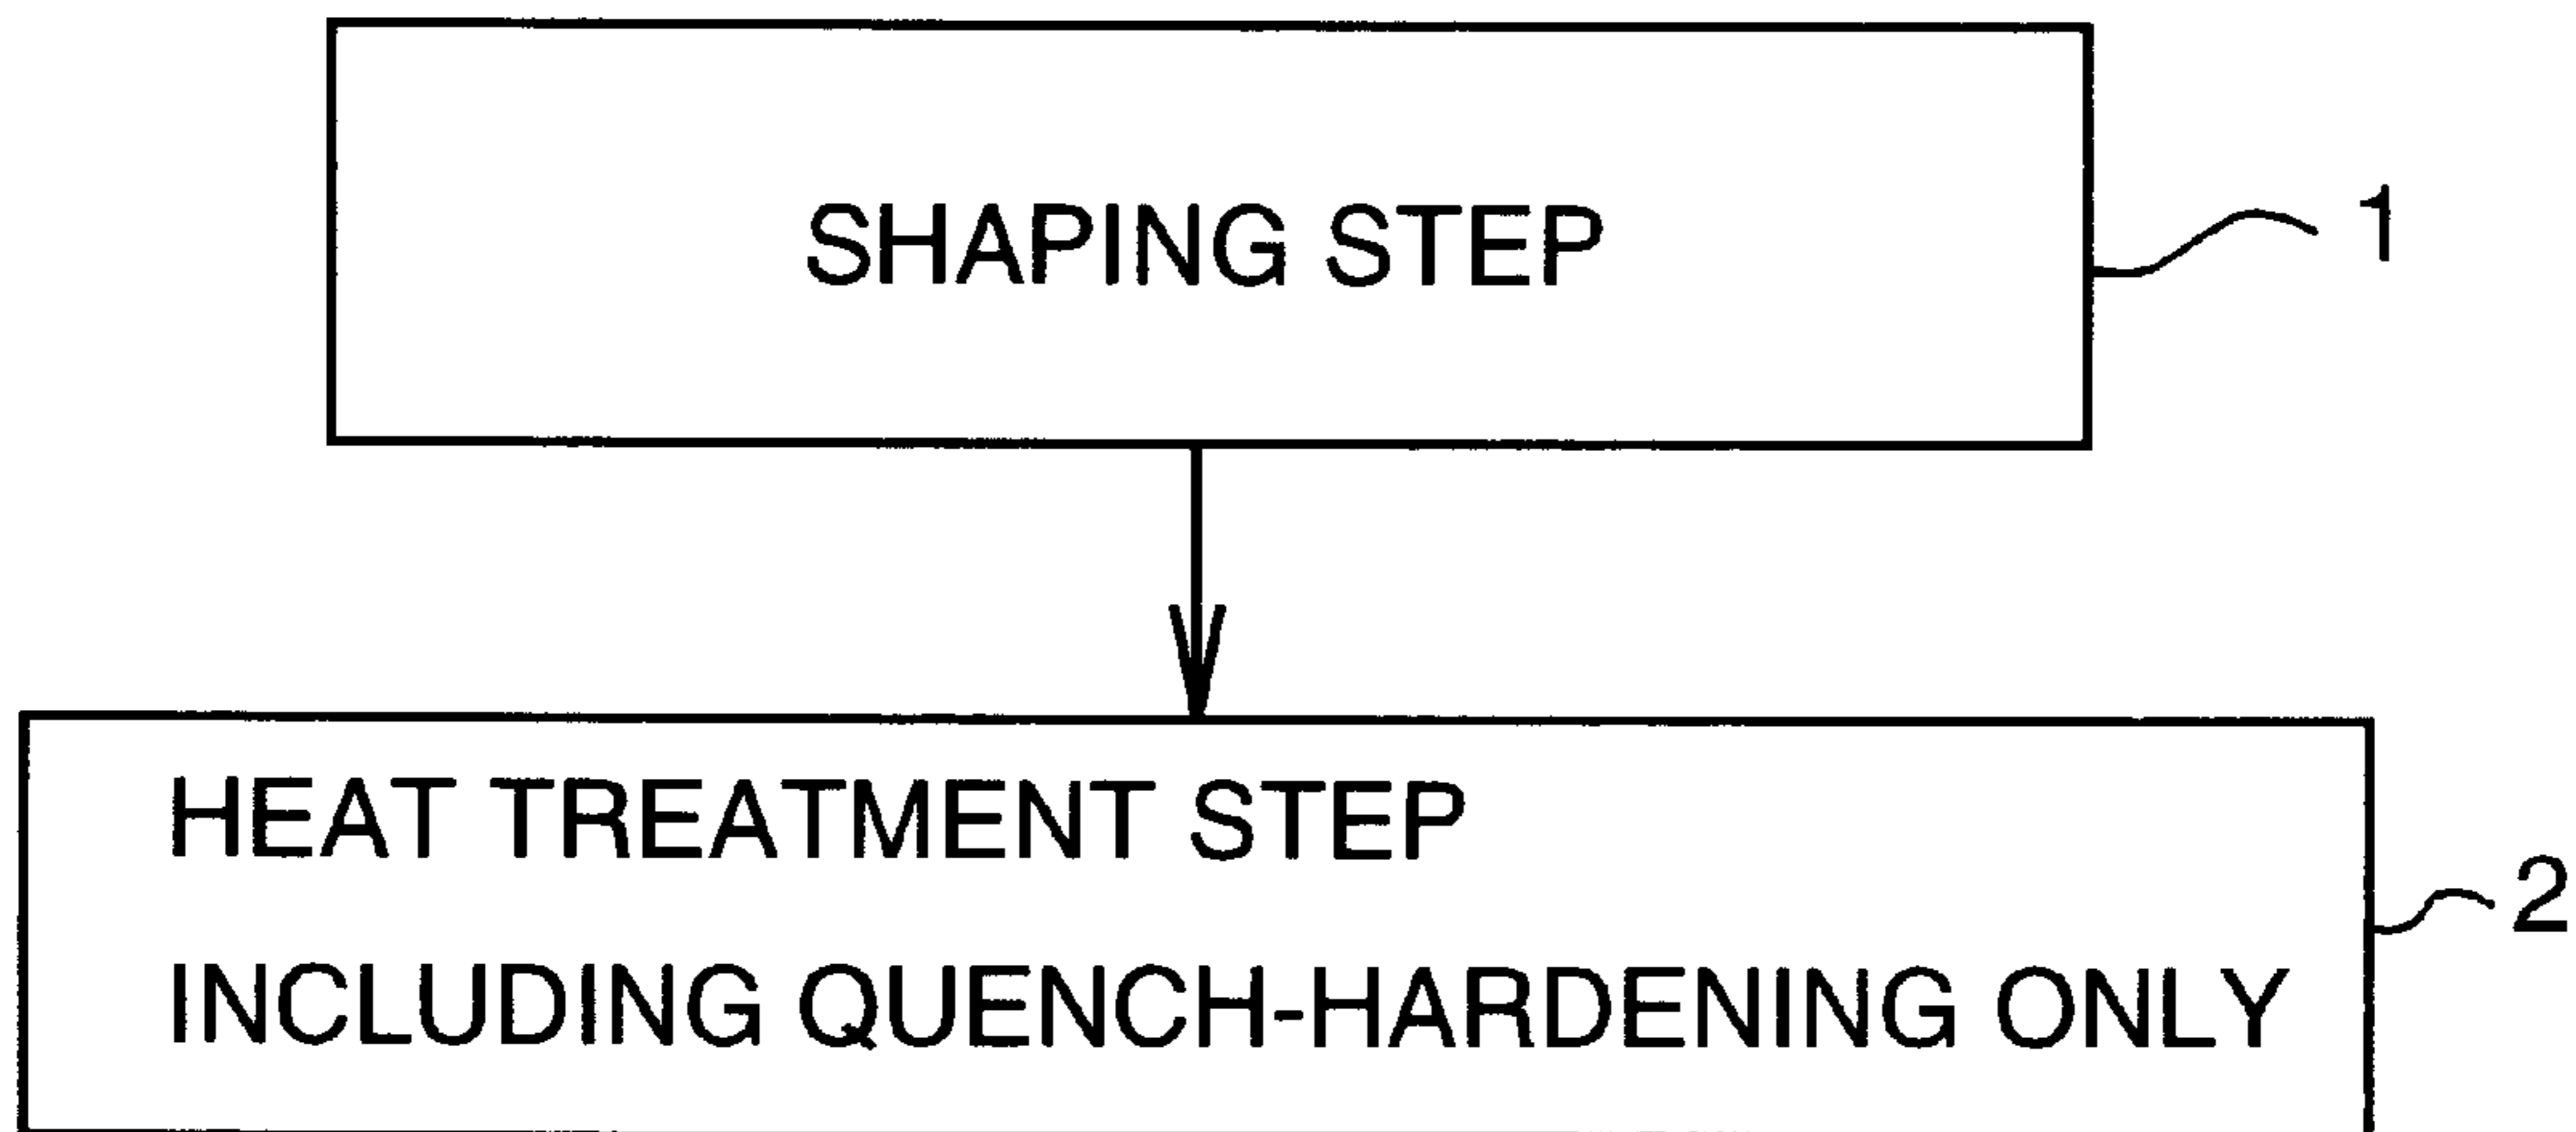 SHAPING STEP
1
HEAT TREATMENT STEP
INCLUDING QUENCH-HARDENING ONLY
2